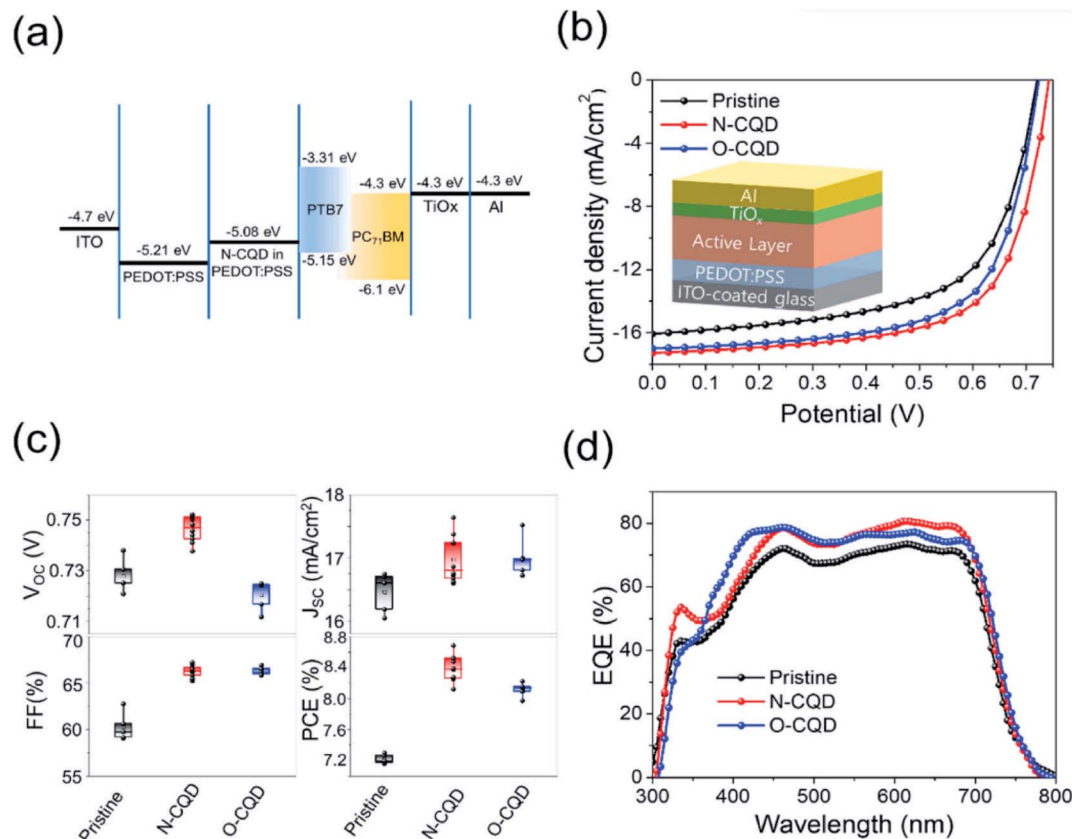 (a)
-3.31 eV
-4.3 eV
-4.3 eV
-4.3 eV
-4.7 eV
PTB7
TiOx
Al
ITO
-5.08 eV
PC₇₁BM
-5.21 eV
N-CQD in
PEDOT:PSS
-5.15 eV
PEDOT:PSS
-6.1 eV
(b)
Current density (mA/cm²)
0
-4
-8
-12
-16
Pristine
N-CQD
O-CQD
Al
TiOₓ
Active Layer
PEDOT:PSS
ITO-coated glass
0.0 0.1 0.2 0.3 0.4 0.5 0.6 0.7
Potential (V)
(c)
V_OC (V)
0.75
0.73
0.71
FF(%)
70
65
60
55
Pristine
N-CQD
O-CQD
J_SC (mA/cm²)
18
17
16
PCE (%)
8.8
8.4
8.0
7.6
7.2
Pristine
N-CQD
O-CQD
(d)
EQE (%)
80
60
40
20
0
Pristine
N-CQD
O-CQD
300 400 500 600 700 800
Wavelength (nm)